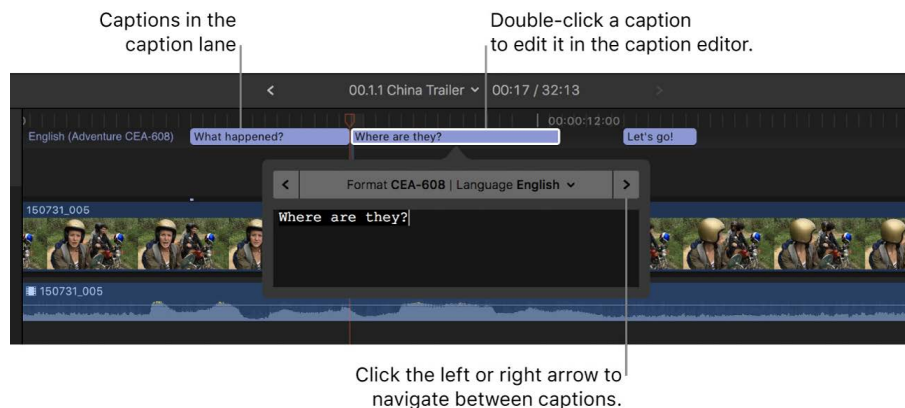 Captions in the
caption lane
Double-click a caption
to edit it in the caption editor.
00.1.1 China Trailer 00:17 / 32:13
00:00:12:00
English (Adventure CEA-608) What happened? Where are they? Let's go!
Format CEA-608 | Language English
Where are they?
150731_006
150731_005
Click the left or right arrow to
navigate between captions.